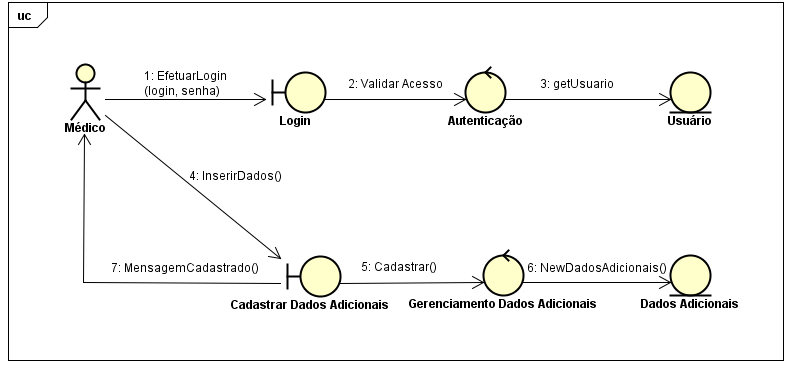 uc
1: EfetuarLogin
(login, senha)
2: Validar Acesso
3: getUsuario
Médico
Login
Autenticação
Usuário
4: InserirDados()
7: MensagemCadastrado()
5: Cadastrar()
6: NewDadosAdicionais()
Cadastrar Dados Adicionais
Gerenciamento Dados Adicionais
Dados Adicionais